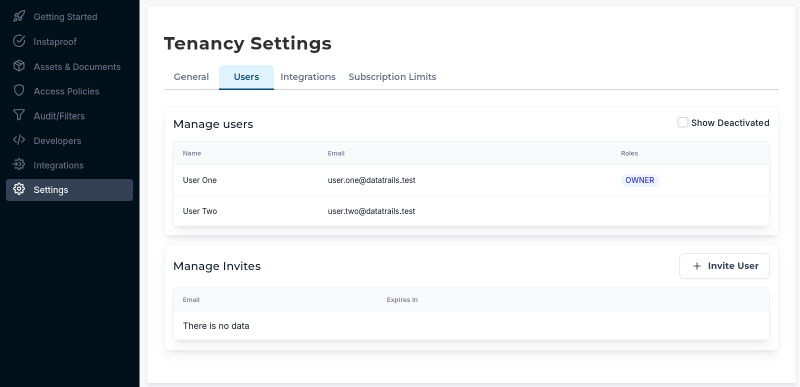 Getting Started
Instaproof
Assets & Documents
Access Policies
Audit/Filters
Developers
Integrations
Settings
Tenancy Settings
General Users Integrations Subscription Limits
Manage users Show Deactivated
Name Email Roles
User One user.one@datatrails.test OWNER
User Two user.two@datatrails.test
Manage Invites Invite User
Email Expires In
There is no data